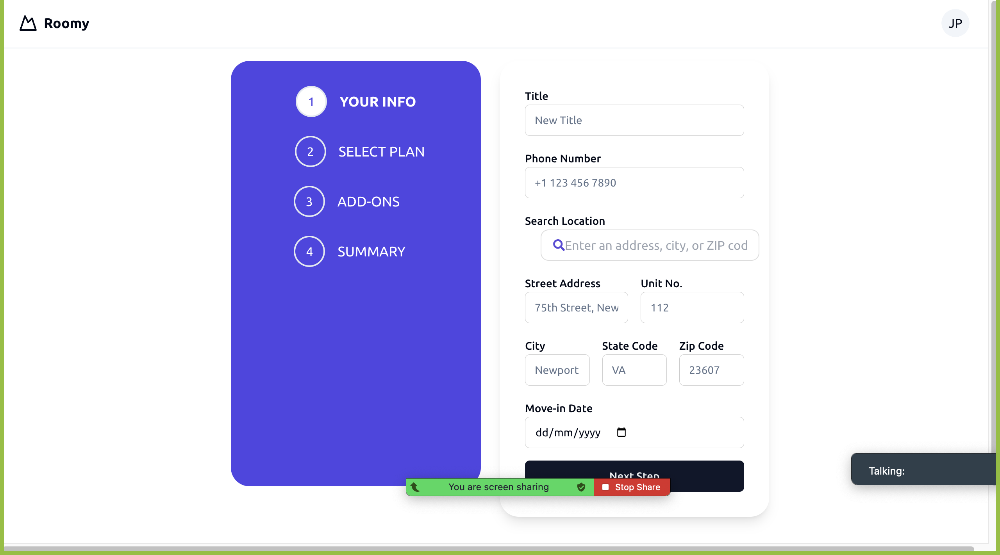 Roomy
JP
1 YOUR INFO
2 SELECT PLAN
3 ADD-ONS
4 SUMMARY
Title
New Title
Phone Number
+1 123 456 7890
Search Location
Enter an address, city, or ZIP cod
Street Address Unit No.
75th Street, New 112
City State Code Zip Code
Newport VA 23607
Move-in Date
dd/mm/yyyy
Next Step
You are screen sharing Stop Share
Talking: